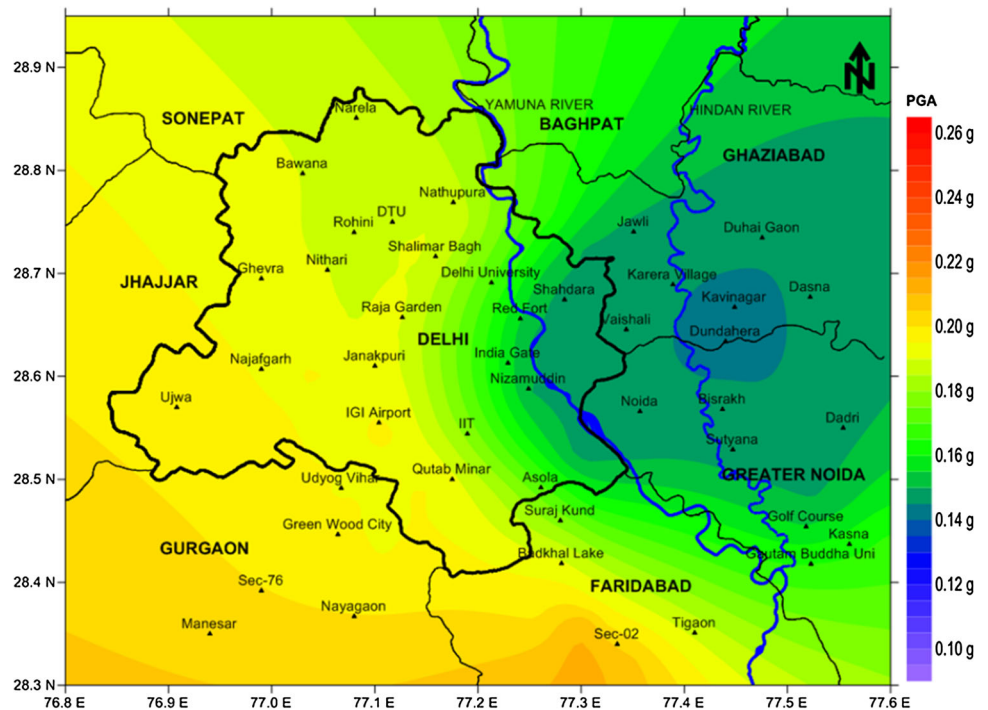 28.9 N
28.8 N
28.7 N
28.6 N
28.5 N
28.4 N
28.3 N
76.8 E
76.9 E
77.0 E
77.1 E
77.2 E
77.3 E
77.4 E
77.5 E
77.6 E
N
Narela
SONEPAT
YAMUNA RIVER
BAGHPAT
HINDAN RIVER
GHAZIABAD
Bawana
Nathupura
DTU
Rohini
Jawli
Duhai Gaon
Shalimar Bagh
Nithari
Ghevra
JHAJJAR
Delhi University
Karera Village
Shahdara
Dasna
Kavinagar
Raja Garden
Red Fort
Vaishali
Dundahera
DELHI
Najafgarh
Janakpuri
India Gate
Nizamuddin
Ujwa
IGI Airport
IIT
Noida
Bisrakh
Dadri
Sutyana
Udyog Vihar
Qutab Minar
Asola
GREATER NOIDA
Green Wood City
Suraj Kund
Golf Course
Kasna
GURGAON
Badkhal Lake
Gautam Buddha Uni
Sec-76
FARIDABAD
Nayagaon
Manesar
Sec-02
Tigaon
PGA
0.26 g
0.24 g
0.22 g
0.20 g
0.18 g
0.16 g
0.14 g
0.12 g
0.10 g